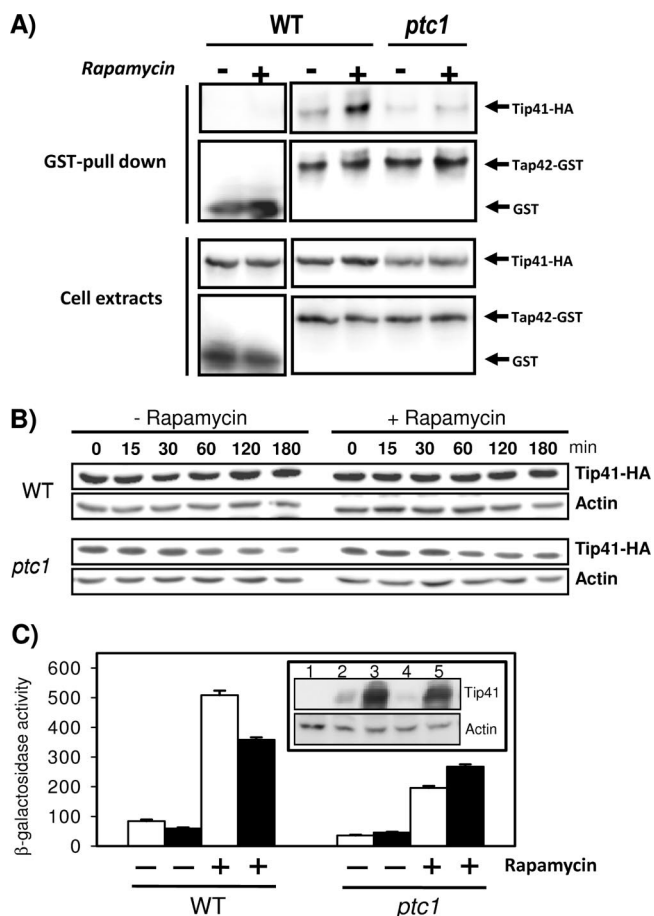 A)
WT ptc1
Rapamycin - + - + - +
Tip41-HA
GST-pull down
Tap42-GST
GST
Tip41-HA
Cell extracts
Tap42-GST
GST
B)
- Rapamycin + Rapamycin
0 15 30 60 120 180 0 15 30 60 120 180 min
WT
Tip41-HA
Actin
ptc1
Tip41-HA
Actin
C)
β-galactosidase activity
600
500
400
300
200
100
0
1 2 3 4 5
Tip41
Actin
− − + + − − + + Rapamycin
WT ptc1